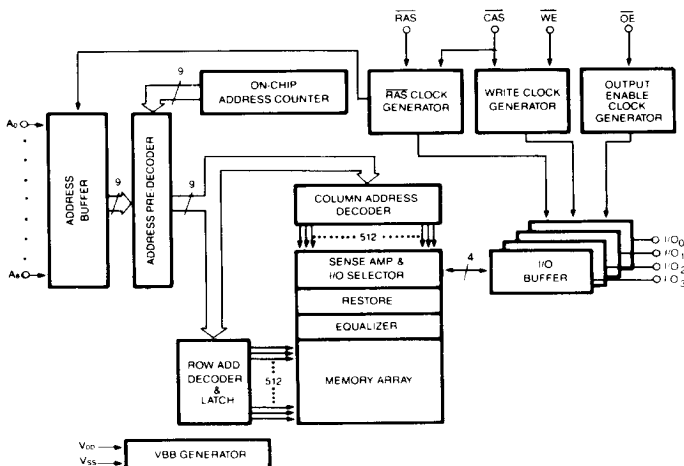 RAS CAS WE OE
9
ON-CHIP
ADDRESS COUNTER
RAS CLOCK
GENERATOR
WRITE CLOCK
GENERATOR
OUTPUT
ENABLE
CLOCK
GENERATOR
A0
A8
ADDRESS
BUFFER
9
ADDRESS PRE-DECODER
9
COLUMN ADDRESS
DECODER
512
SENSE AMP &
I/O SELECTOR
RESTORE
EQUALIZER
MEMORY ARRAY
4
I/O
BUFFER
I/O0
I/O1
I/O2
I/O3
ROW ADD
DECODER
&
LATCH
512
VDD
VSS
VBB GENERATOR